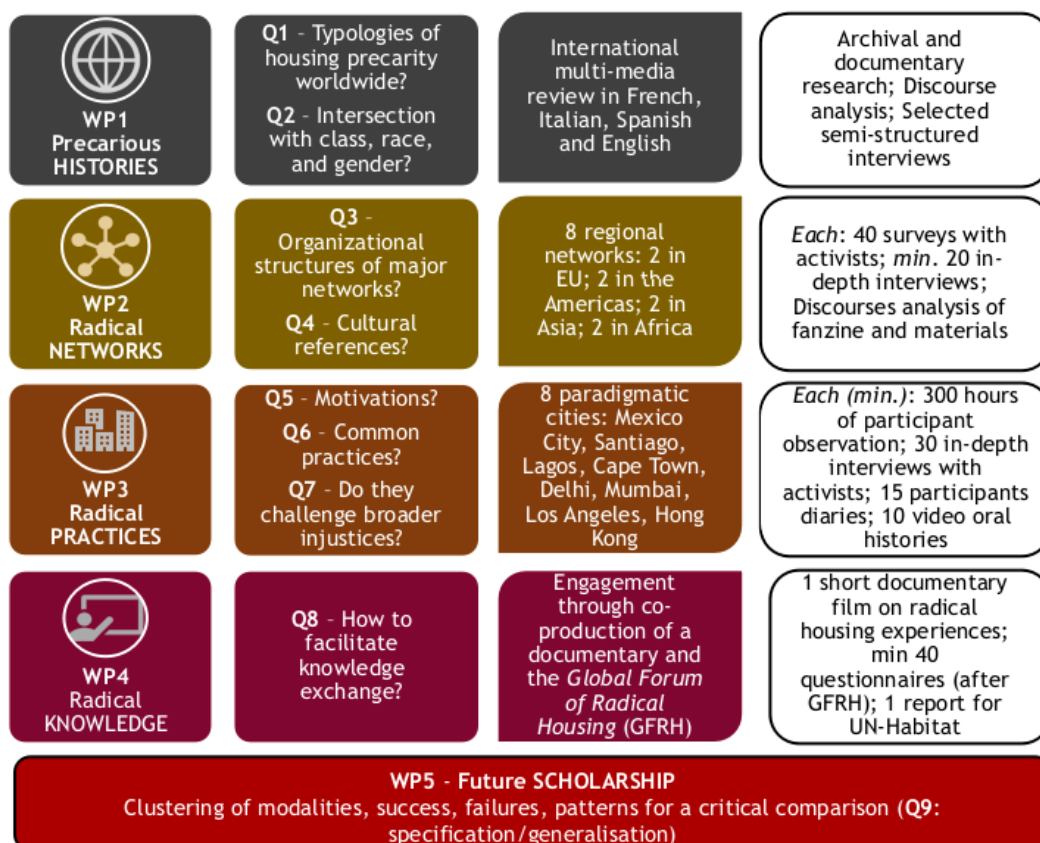 WP1
Precarious
HISTORIES
Q1 - Typologies of
housing precarity
worldwide?
Q2 - Intersection
with class, race,
and gender?
International
multi-media
review in French,
Italian, Spanish
and English
Archival and
documentary
research; Discourse
analysis; Selected
semi-structured
interviews
WP2
Radical
NETWORKS
Q3 -
Organizational
structures of major
networks?
Q4 - Cultural
references?
8 regional
networks: 2 in
EU; 2 in the
Americas; 2 in
Asia; 2 in Africa
Each: 40 surveys with
activists; min. 20 in-
depth interviews;
Discourses analysis of
fanzine and materials
WP3
Radical
PRACTICES
Q5 - Motivations?
Q6 - Common
practices?
Q7 - Do they
challenge broader
injustices?
8 paradigmatic
cities: Mexico
City, Santiago,
Lagos, Cape Town,
Delhi, Mumbai,
Los Angeles, Hong
Kong
Each (min.): 300 hours
of participant
observation; 30 in-depth
interviews with
activists; 15 participants
diaries; 10 video oral
histories
WP4
Radical
KNOWLEDGE
Q8 - How to
facilitate
knowledge
exchange?
Engagement
through co-
production of a
documentary and
the Global Forum
of Radical
Housing (GFRH)
1 short documentary
film on radical
housing experiences;
min 40
questionnaires (after
GFRH); 1 report for
UN-Habitat
WP5 - Future SCHOLARSHIP
Clustering of modalities, success, failures, patterns for a critical comparison (Q9:
specification/generalisation)